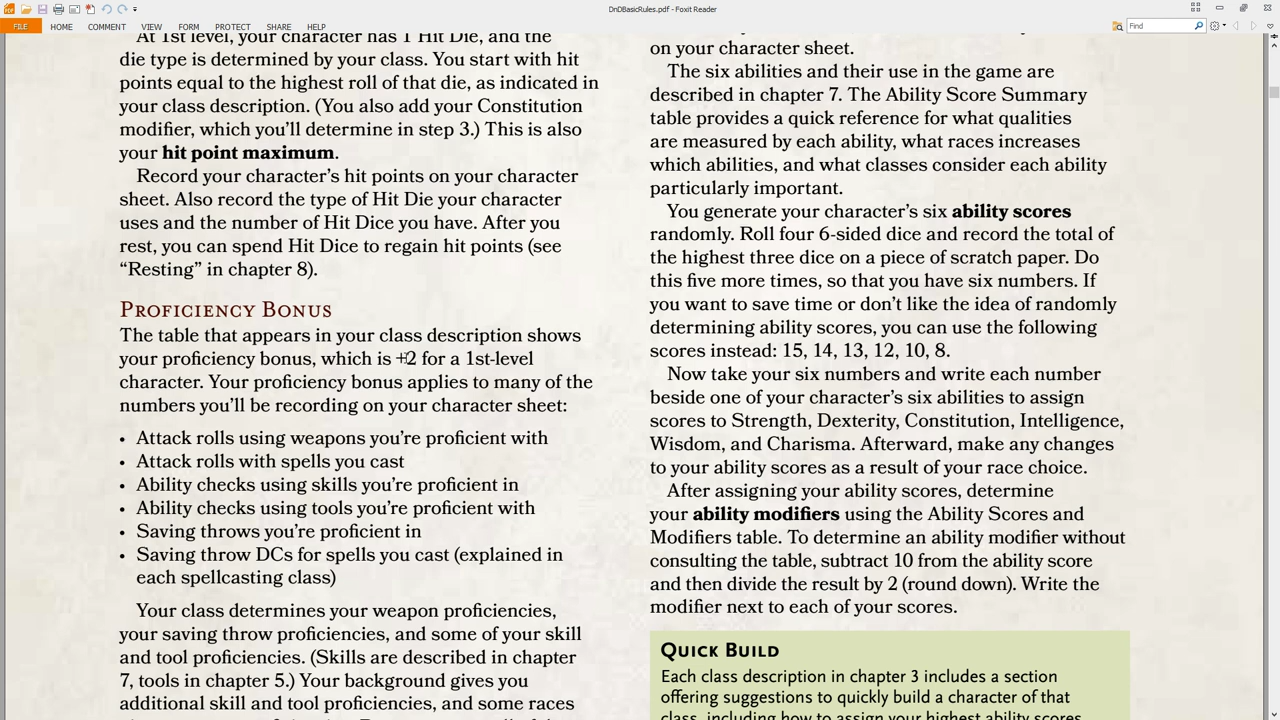 DnDBasicRules.pdf - Foxit Reader
FILE HOME COMMENT VIEW FORM PROTECT SHARE HELP
Find
At 1st level, your character has 1 Hit Die, and the
die type is determined by your class. You start with hit
points equal to the highest roll of that die, as indicated in
your class description. (You also add your Constitution
modifier, which you’ll determine in step 3.) This is also
your hit point maximum.
Record your character’s hit points on your character
sheet. Also record the type of Hit Die your character
uses and the number of Hit Dice you have. After you
rest, you can spend Hit Dice to regain hit points (see
“Resting” in chapter 8).
Proficiency Bonus
The table that appears in your class description shows
your proficiency bonus, which is +2 for a 1st-level
character. Your proficiency bonus applies to many of the
numbers you’ll be recording on your character sheet:
• Attack rolls using weapons you’re proficient with
• Attack rolls with spells you cast
• Ability checks using skills you’re proficient in
• Ability checks using tools you’re proficient with
• Saving throws you’re proficient in
• Saving throw DCs for spells you cast (explained in
each spellcasting class)
Your class determines your weapon proficiencies,
your saving throw proficiencies, and some of your skill
and tool proficiencies. (Skills are described in chapter
7, tools in chapter 5.) Your background gives you
additional skill and tool proficiencies, and some races
on your character sheet.
The six abilities and their use in the game are
described in chapter 7. The Ability Score Summary
table provides a quick reference for what qualities
are measured by each ability, what races increases
which abilities, and what classes consider each ability
particularly important.
You generate your character’s six ability scores
randomly. Roll four 6-sided dice and record the total of
the highest three dice on a piece of scratch paper. Do
this five more times, so that you have six numbers. If
you want to save time or don’t like the idea of randomly
determining ability scores, you can use the following
scores instead: 15, 14, 13, 12, 10, 8.
Now take your six numbers and write each number
beside one of your character’s six abilities to assign
scores to Strength, Dexterity, Constitution, Intelligence,
Wisdom, and Charisma. Afterward, make any changes
to your ability scores as a result of your race choice.
After assigning your ability scores, determine
your ability modifiers using the Ability Scores and
Modifiers table. To determine an ability modifier without
consulting the table, subtract 10 from the ability score
and then divide the result by 2 (round down). Write the
modifier next to each of your scores.
Quick Build
Each class description in chapter 3 includes a section
offering suggestions to quickly build a character of that
class, including how to assign your highest ability scores